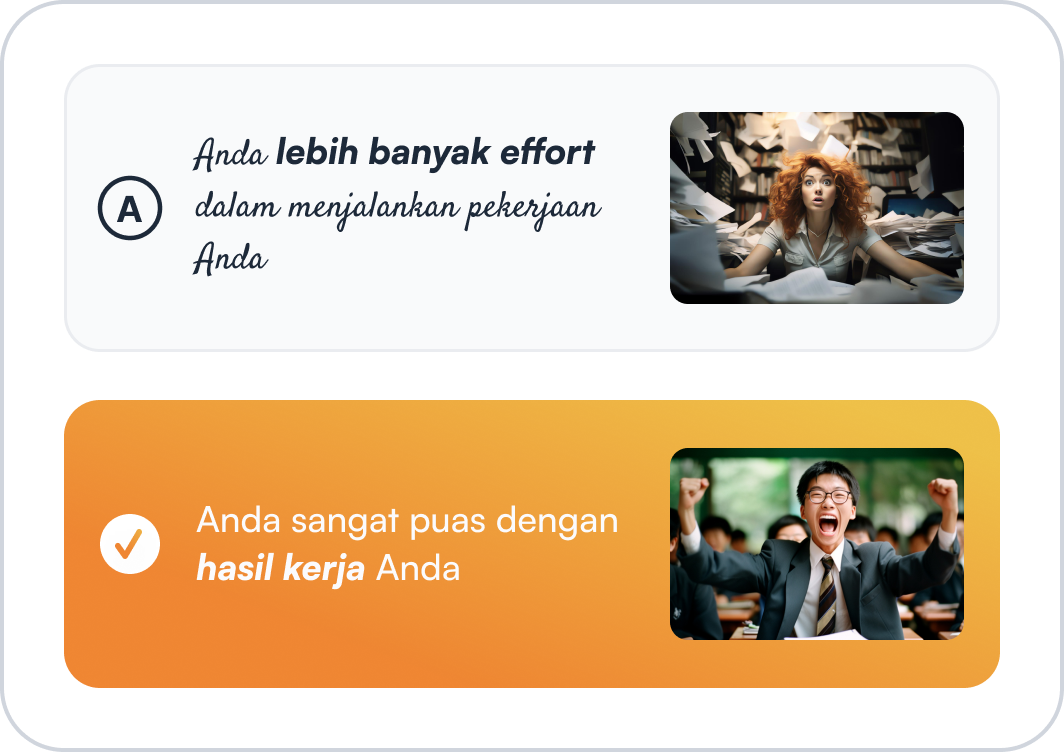 A
Anda lebih banyak effort
dalam menjalankan pekerjaan
Anda
Anda sangat puas dengan
hasil kerja Anda